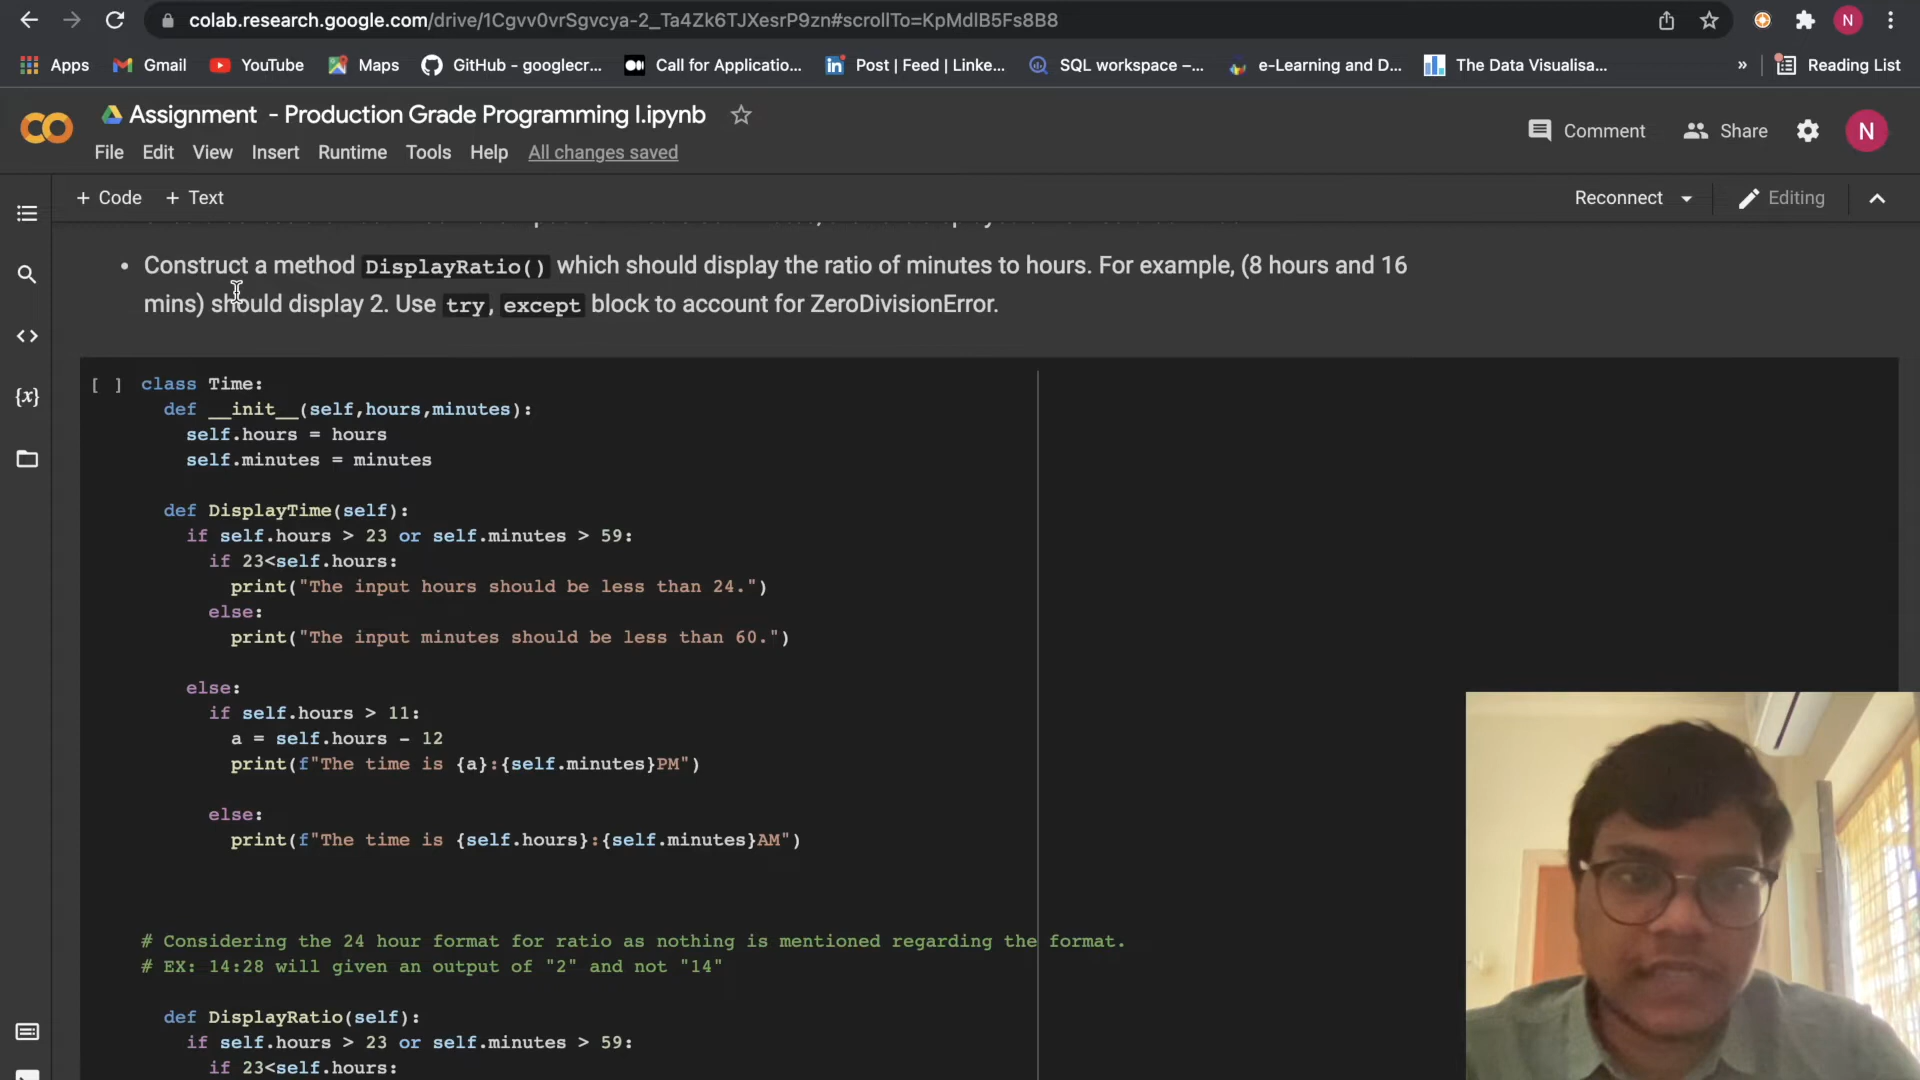 colab.research.google.com/drive/1Cgvv0vrSgvcya-2_Ta4Zk6TJXesrP9zn#scrollTo=KpMdIB5Fs8B8
N
Apps
Gmail
YouTube
Maps
GitHub - googlecr...
Call for Applicatio...
Post | Feed | Linke...
SQL workspace –...
e-Learning and D...
The Data Visualisa...
»
Reading List
Assignment - Production Grade Programming I.ipynb
Comment
Share
N
File Edit View Insert Runtime Tools Help All changes saved
+ Code + Text
Reconnect
Editing
• Construct a method DisplayRatio() which should display the ratio of minutes to hours. For example, (8 hours and 16
mins) should display 2. Use try, except block to account for ZeroDivisionError.
[ ] class Time:
def __init__(self,hours,minutes):
self.hours = hours
self.minutes = minutes
def DisplayTime(self):
if self.hours > 23 or self.minutes > 59:
if 23<self.hours:
print("The input hours should be less than 24.")
else:
print("The input minutes should be less than 60.")
else:
if self.hours > 11:
a = self.hours - 12
print(f"The time is {a}:{self.minutes}PM")
else:
print(f"The time is {self.hours}:{self.minutes}AM")
# Considering the 24 hour format for ratio as nothing is mentioned regarding the format.
# EX: 14:28 will given an output of "2" and not "14"
def DisplayRatio(self):
if self.hours > 23 or self.minutes > 59:
if 23<self.hours: